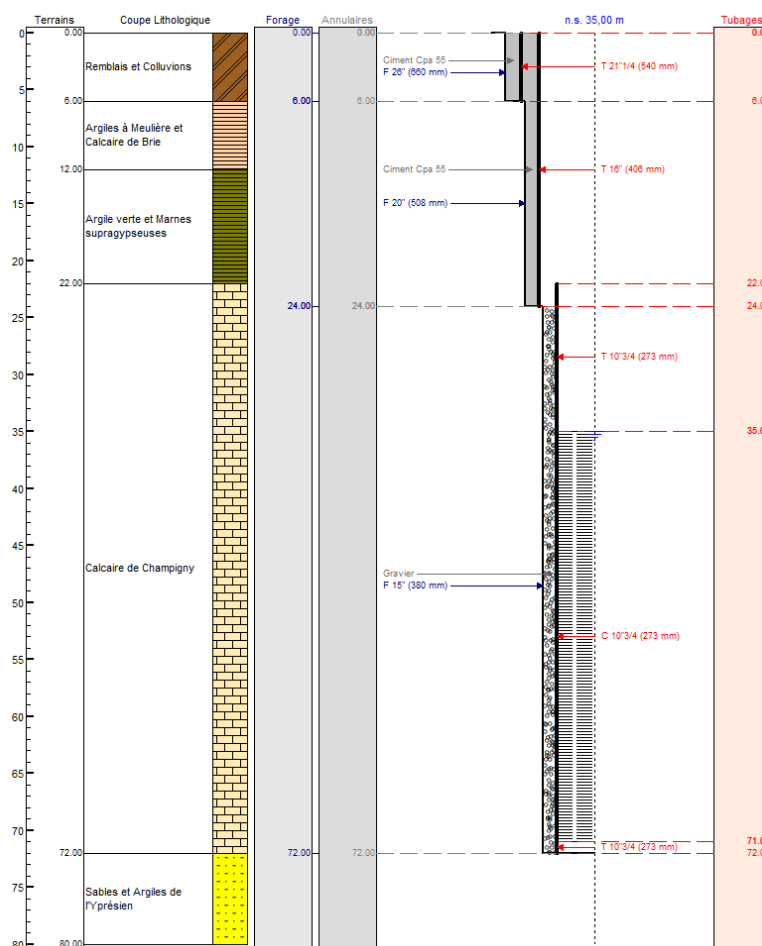 Terrains Coupe Lithologique Forage Annulaires n.s. 35,00 m Tubages
0 0.00 0.00 0.00 0.0
Ciment Cpa 55
Remblais et Colluvions T 21"1/4 (540 mm)
F 26" (660 mm)
5
6.00 6.00 6.00 6.0
Argiles à Meulière et
Calcaire de Brie
10
12.00 Ciment Cpa 55 T 16" (406 mm)
15 F 20" (508 mm)
Argile verte et Marnes
supragypseuses
20
22.00 22.0
24.00 24.00 24.0
25
T 10"3/4 (273 mm)
30
35 35.0
40
45
Calcaire de Champigny Gravier
F 15" (380 mm)
50
C 10"3/4 (273 mm)
55
60
65
70
71.0
T 10"3/4 (273 mm)
72.00 72.00 72.00 72.0
75
Sables et Argiles de
l'Yprésien
80 80.00